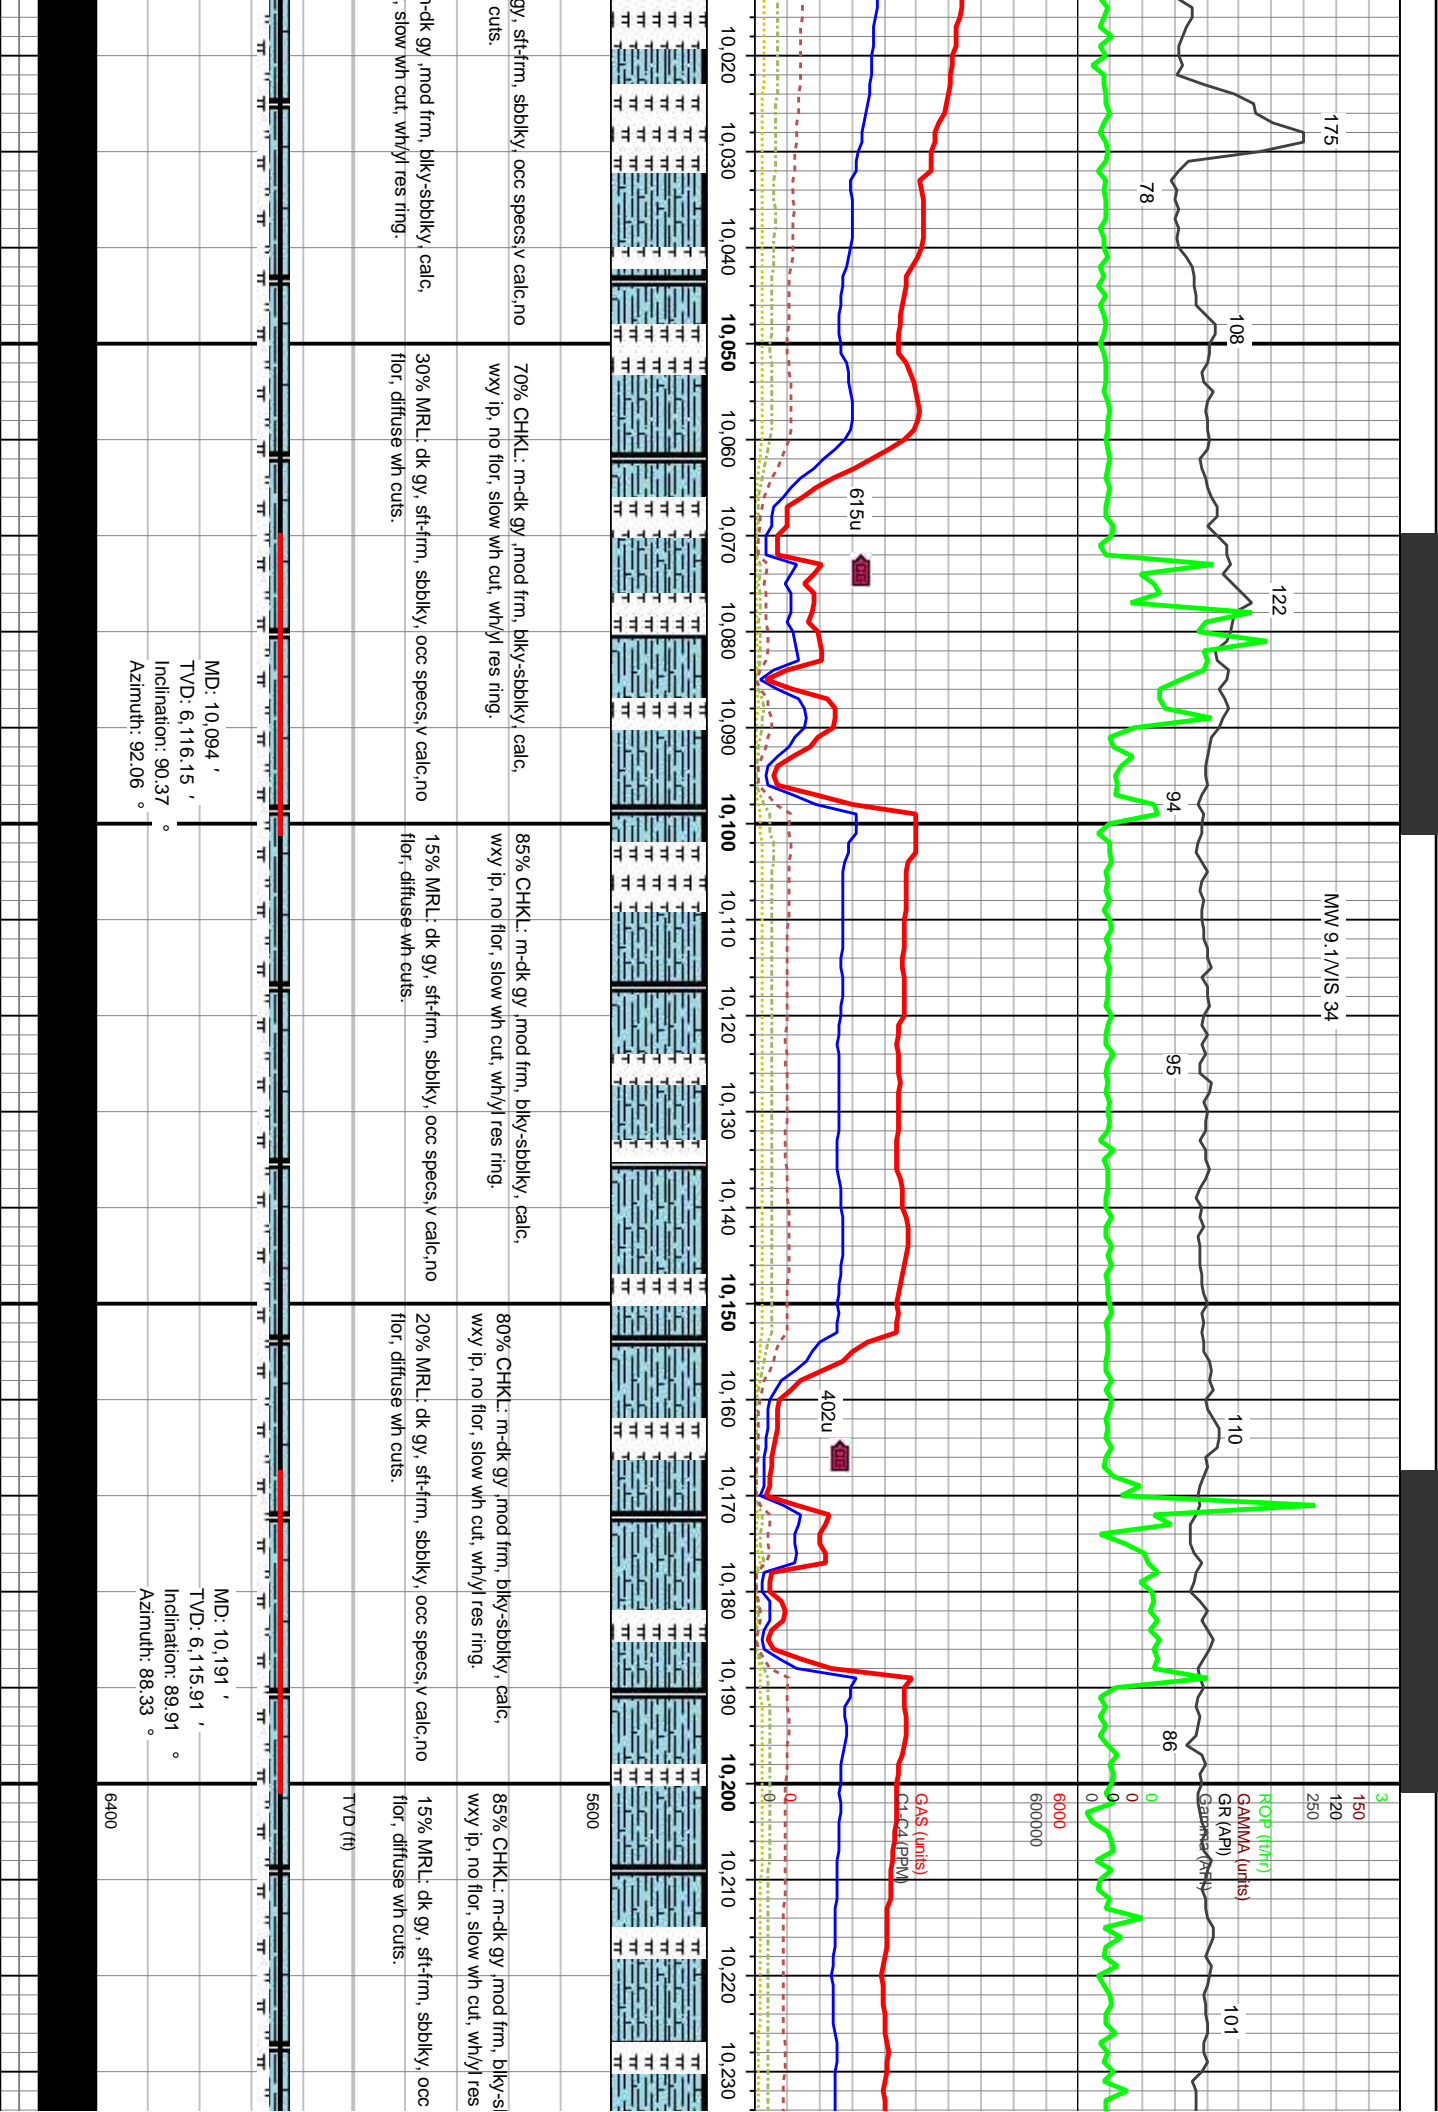 175
78
108
122
94
MW 9.1/VIS 34
95
110
86
101
ROP (ft/hr)
GAMMA (units)
GR (API)
Gamma (API)
3
150
120
250
0
0
0
0
GAS (units)
C1-C4 (PPM)
6000
600000
0
0
615u
402u
10,020
10,030
10,040
10,050
10,060
10,070
10,080
10,090
10,100
10,110
10,120
10,130
10,140
10,150
10,160
10,170
10,180
10,190
10,200
10,210
10,220
10,230
gy, sft-frm, sbblky, occ specs,v calc,no
cuts.
-dk gy ,mod frm, blky-sbblky, calc,
, slow wh cut, wh/yl res ring.
70% CHKL: m-dk gy ,mod frm, blky-sbblky, calc,
wxy ip, no flor, slow wh cut, wh/yl res ring.
30% MRL: dk gy, sft-frm, sbblky, occ specs,v calc,no
flor, diffuse wh cuts.
85% CHKL: m-dk gy ,mod frm, blky-sbblky, calc,
wxy ip, no flor, slow wh cut, wh/yl res ring.
15% MRL: dk gy, sft-frm, sbblky, occ specs,v calc,no
flor, diffuse wh cuts.
80% CHKL: m-dk gy ,mod frm, blky-sbblky, calc,
wxy ip, no flor, slow wh cut, wh/yl res ring.
20% MRL: dk gy, sft-frm, sbblky, occ specs,v calc,no
flor, diffuse wh cuts.
85% CHKL: m-dk gy ,mod frm, blky-s
wxy ip, no flor, slow wh cut, wh/yl res
15% MRL: dk gy, sft-frm, sbblky, occ
flor, diffuse wh cuts.
5600
TVD (ft)
6400
MD: 10,094 '
TVD: 6,116.15 '
Inclination: 90.37 °
Azimuth: 92.06 °
MD: 10,191 '
TVD: 6,115.91 '
Inclination: 89.91 °
Azimuth: 88.33 °